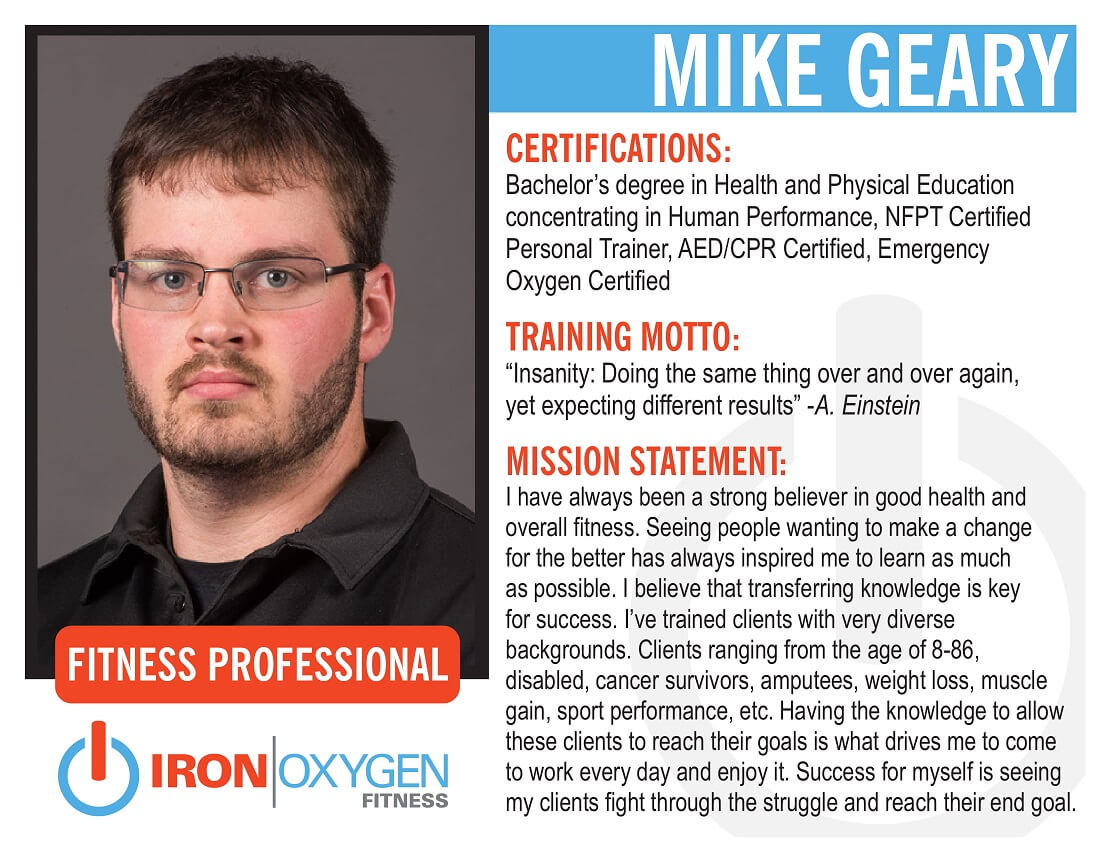 MIKE GEARY
CERTIFICATIONS:
Bachelor’s degree in Health and Physical Education
concentrating in Human Performance, NFPT Certified
Personal Trainer, AED/CPR Certified, Emergency
Oxygen Certified
TRAINING MOTTO:
“Insanity: Doing the same thing over and over again,
yet expecting different results” -A. Einstein
MISSION STATEMENT:
I have always been a strong believer in good health and
overall fitness. Seeing people wanting to make a change
for the better has always inspired me to learn as much
as possible. I believe that transferring knowledge is key
for success. I’ve trained clients with very diverse
backgrounds. Clients ranging from the age of 8-86,
disabled, cancer survivors, amputees, weight loss, muscle
gain, sport performance, etc. Having the knowledge to allow
these clients to reach their goals is what drives me to come
to work every day and enjoy it. Success for myself is seeing
my clients fight through the struggle and reach their end goal.
FITNESS PROFESSIONAL
IRON|OXYGEN
FITNESS